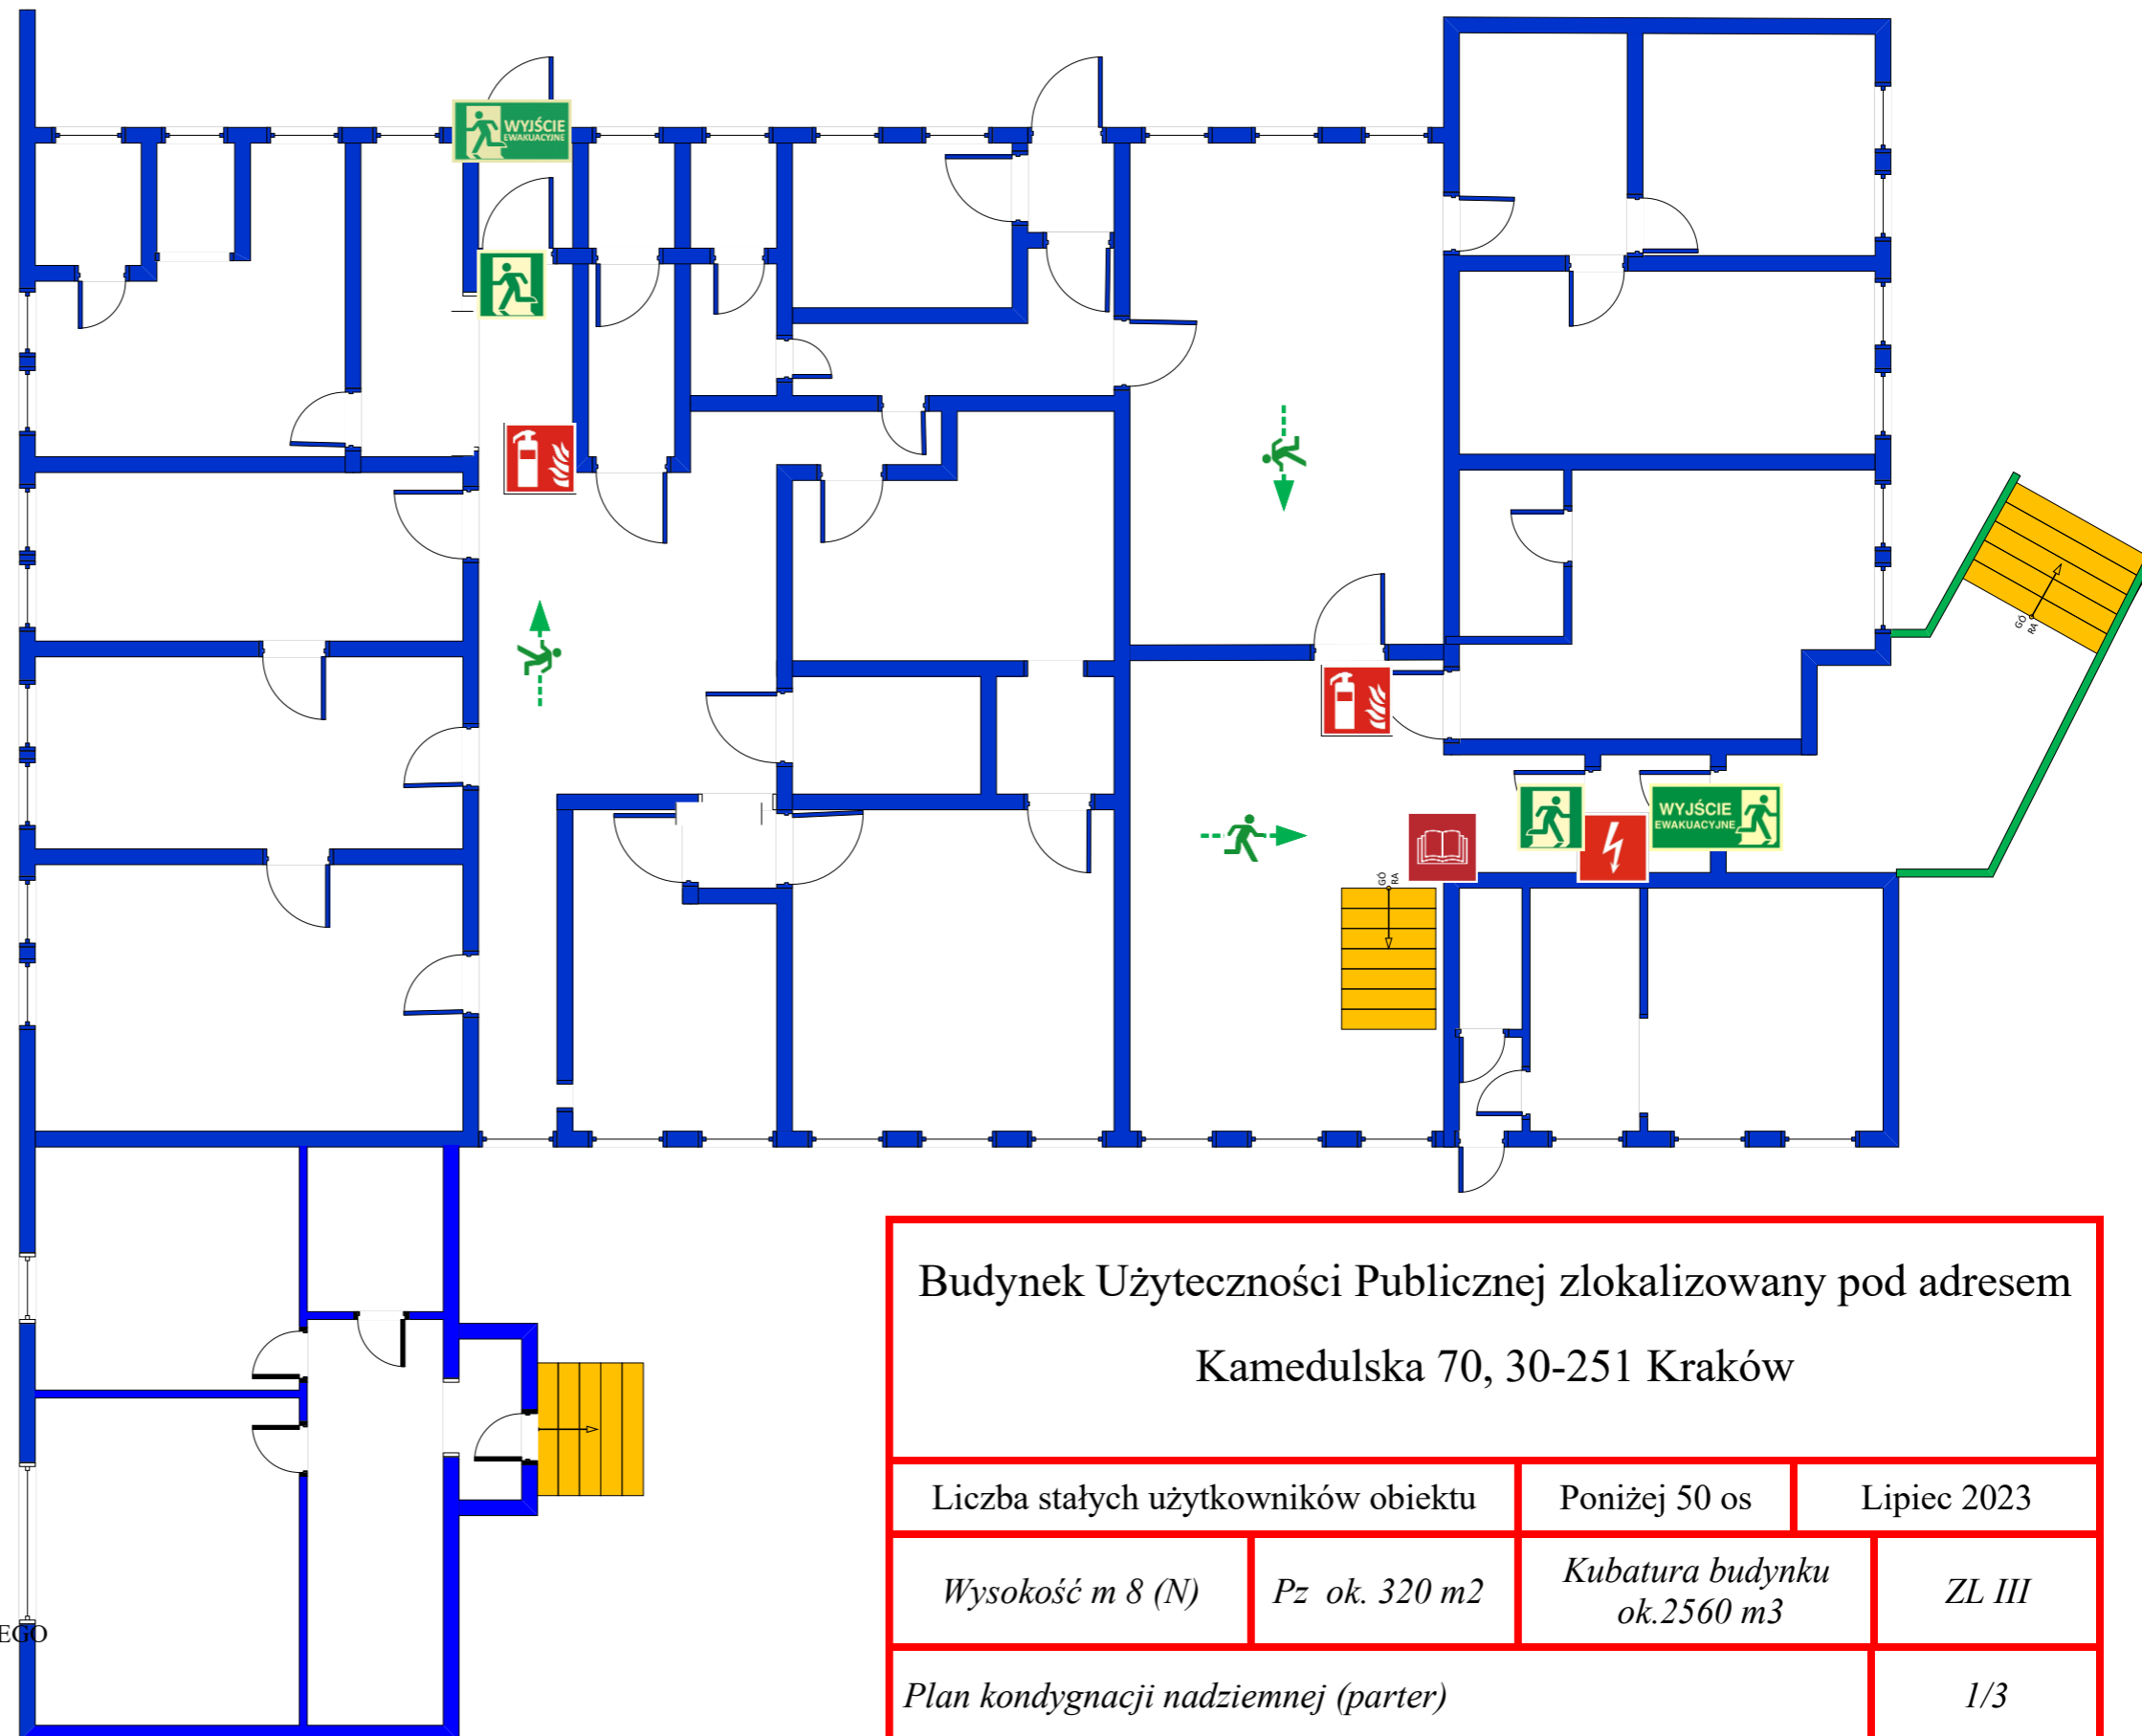 WYJŚCIE
EWAKUACYJNE
GÓ
RA
WYJŚCIE
EWAKUACYJNE
GÓ
RA
Budynek Użyteczności Publicznej zlokalizowany pod adresem
Kamedulska 70, 30-251 Kraków
Liczba stałych użytkowników obiektu
Poniżej 50 os
Lipiec 2023
Wysokość m 8 (N)
Pz ok. 320 m2
Kubatura budynku
ok.2560 m3
ZL III
EGO
Plan kondygnacji nadziemnej (parter)
1/3